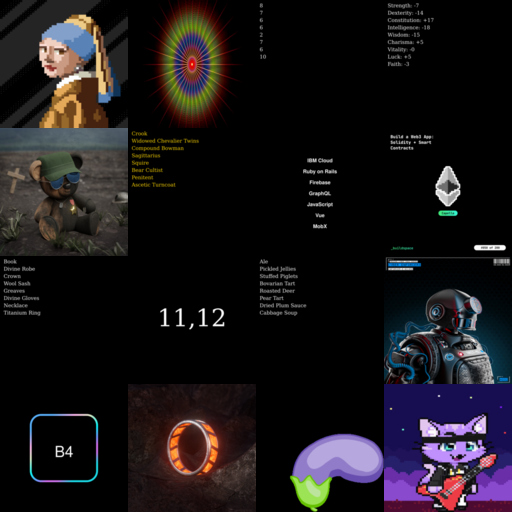 8
7
6
6
2
7
6
10
Strength: -7
Dexterity: -14
Constitution: +17
Intelligence: -18
Wisdom: -15
Charisma: +5
Vitality: -0
Luck: +5
Faith: -3
Crook
Widowed Chevalier Twins
Compound Bowman
Sagittarius
Squire
Bear Cultist
Penitent
Ascetic Turncoat
IBM Cloud
Ruby on Rails
Firebase
GraphQL
JavaScript
Vue
MobX
Build a Web3 App:
Solidity + Smart
Contracts
_buildspace
Book
Divine Robe
Crown
Wool Sash
Greaves
Divine Gloves
Necklace
Titanium Ring
11,12
Ale
Pickled Jellies
Stuffed Piglets
Bovarian Tart
Roasted Deer
Pear Tart
Dried Plum Sauce
Cabbage Soup
B4